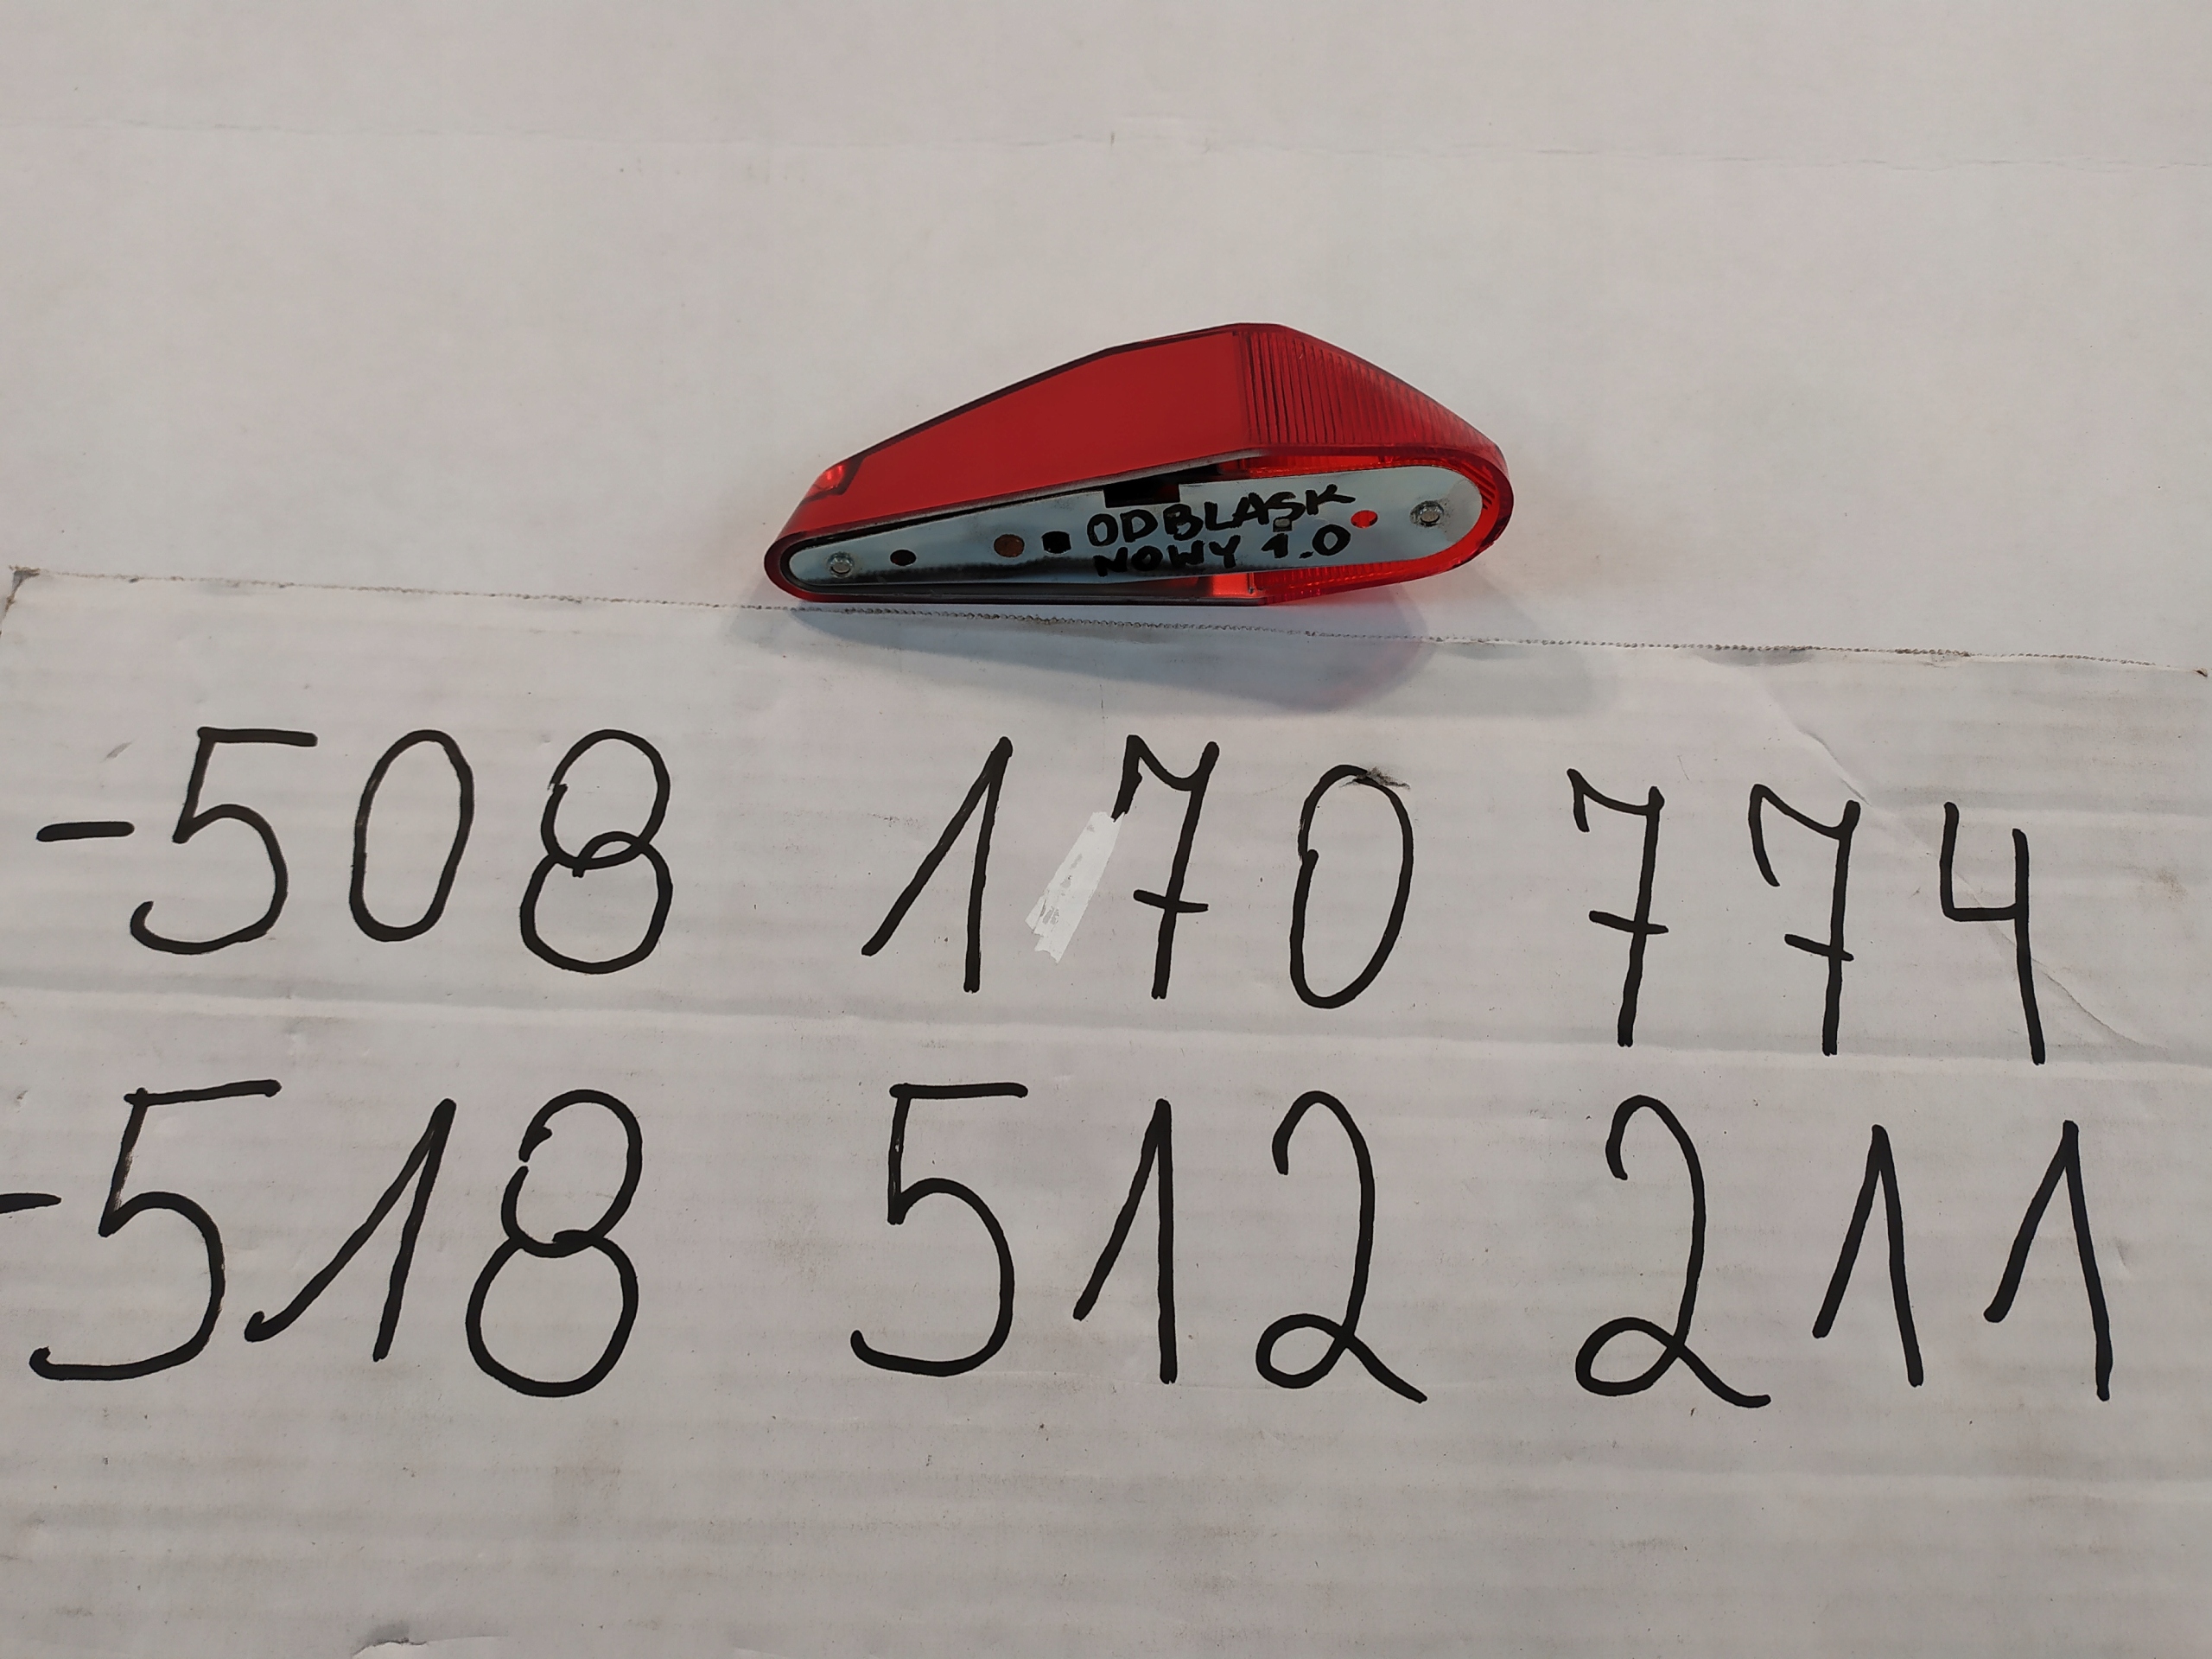 ODBLASK
NOWY 1.0
-508 170 774
-518 512 211